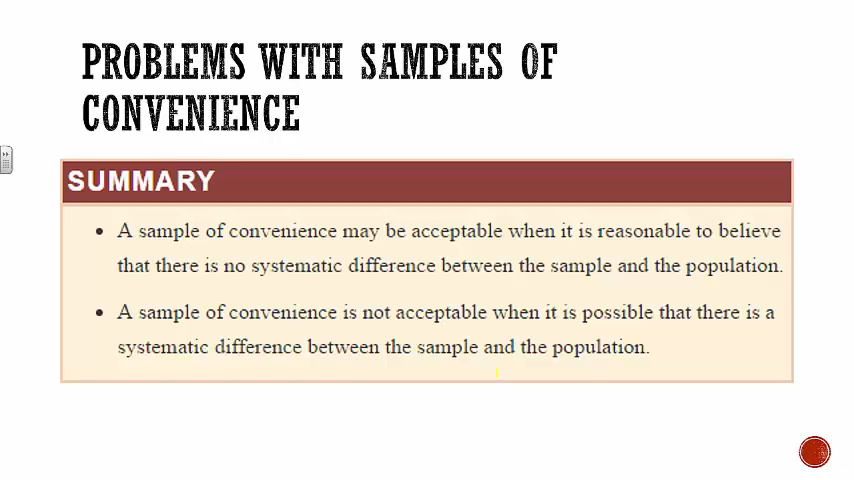 PROBLEMS WITH SAMPLES OF
CONVENIENCE
SUMMARY
• A sample of convenience may be acceptable when it is reasonable to believe
that there is no systematic difference between the sample and the population.
• A sample of convenience is not acceptable when it is possible that there is a
systematic difference between the sample and the population.